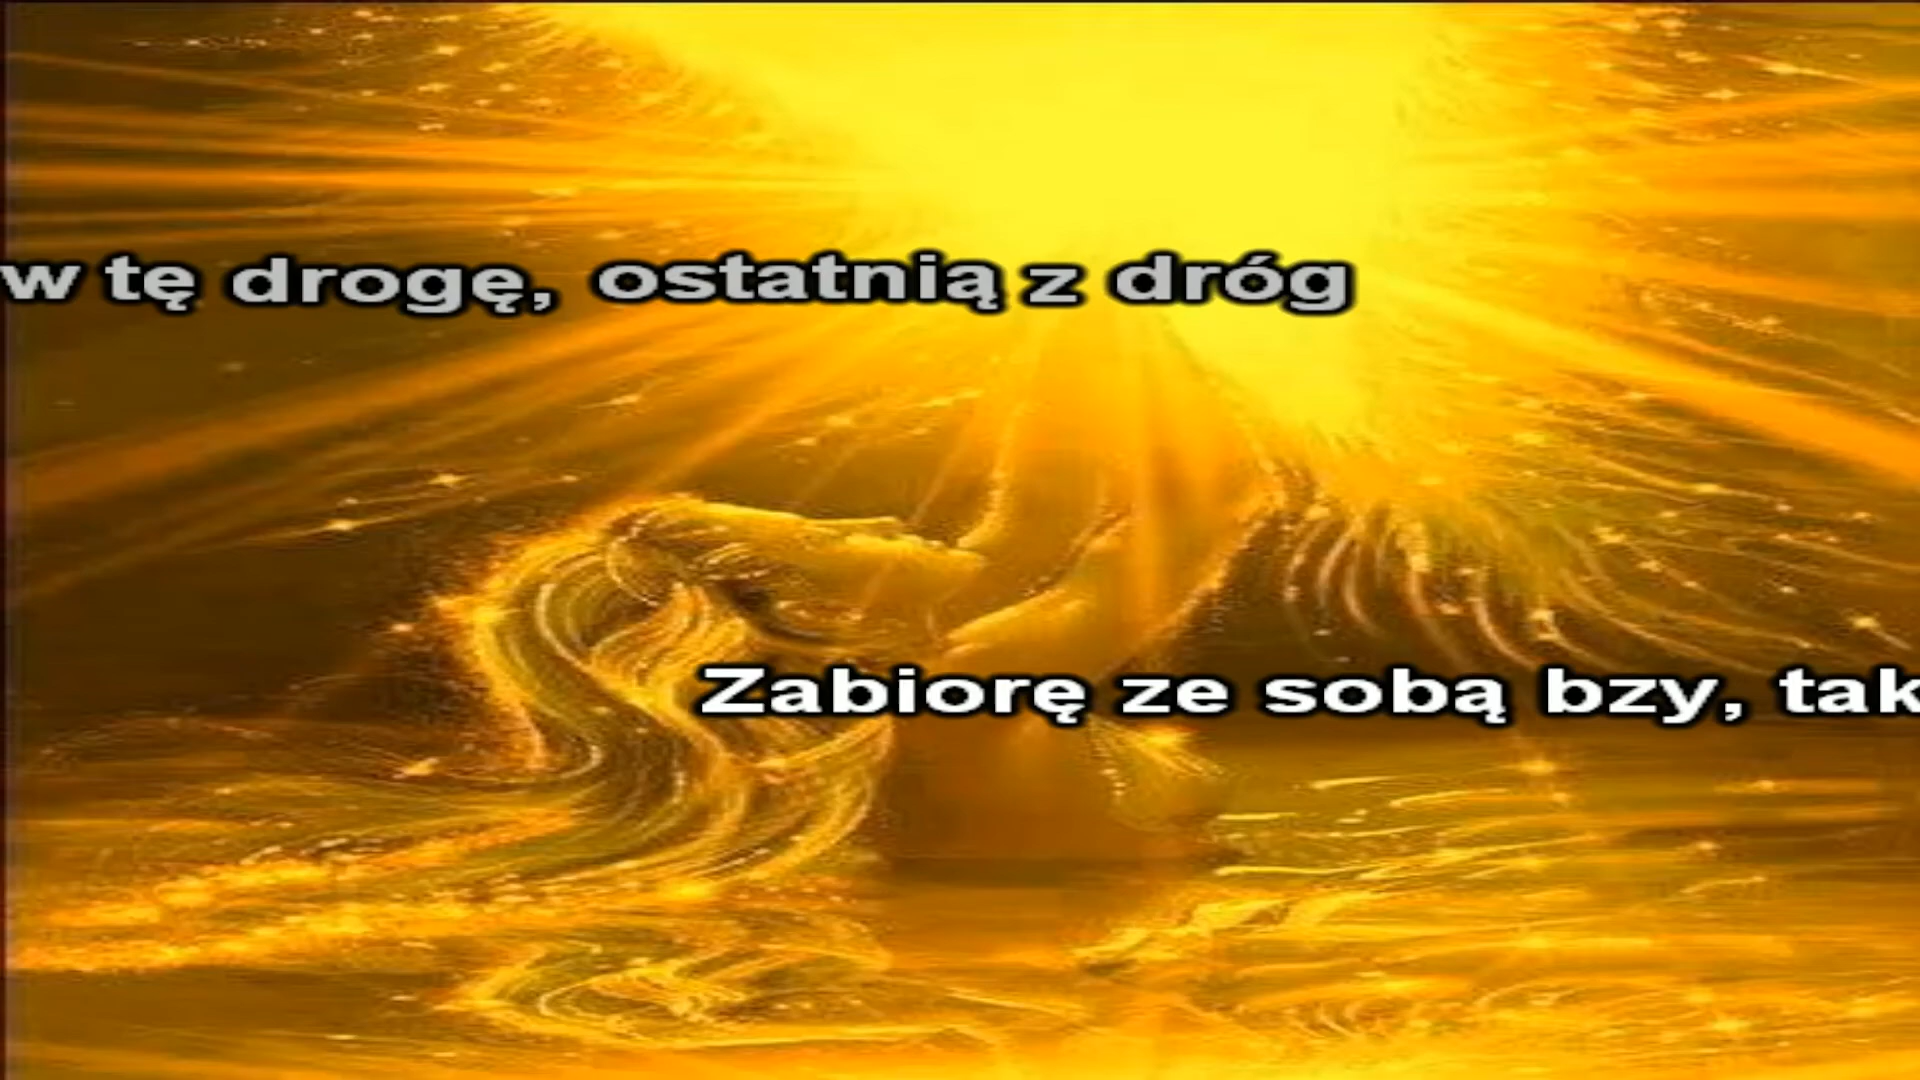 w tę drogę, ostatnią z dróg
Zabiorę ze sobą bzy, tak